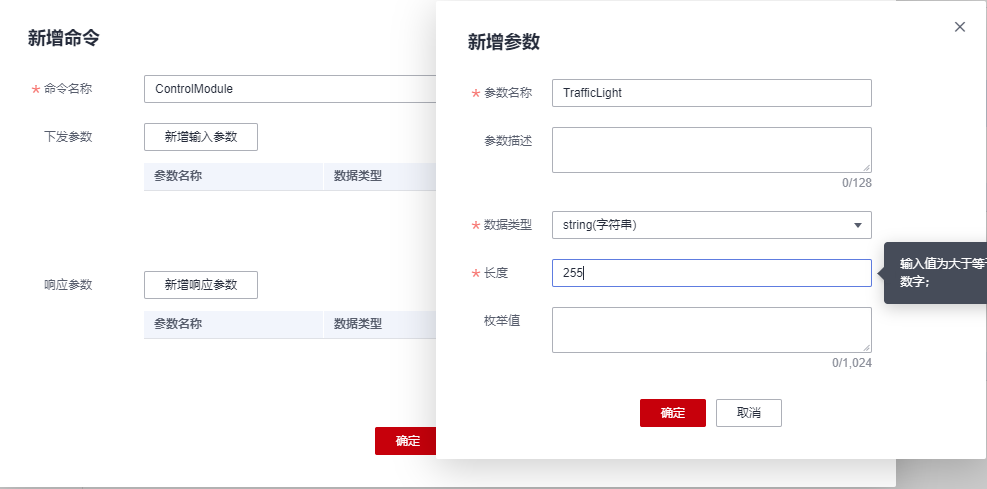 新增命令
* 命令名称
ControlModule
下发参数
新增输入参数
参数名称
数据类型
响应参数
新增响应参数
参数名称
数据类型
确定
新增参数
* 参数名称
TrafficLight
参数描述
0/128
* 数据类型
string(字符串)
* 长度
255
输入值为大于等于
数字;
枚举值
0/1,024
确定
取消